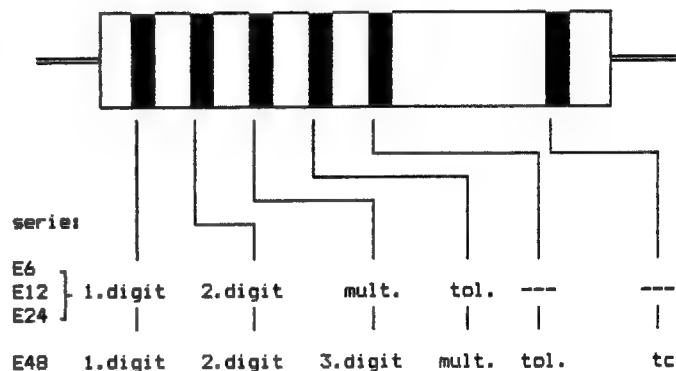 serie:
E6
E12 1.digit 2.digit mult. tol. --- ---
E24
E48 1.digit 2.digit 3.digit mult. tol. tc